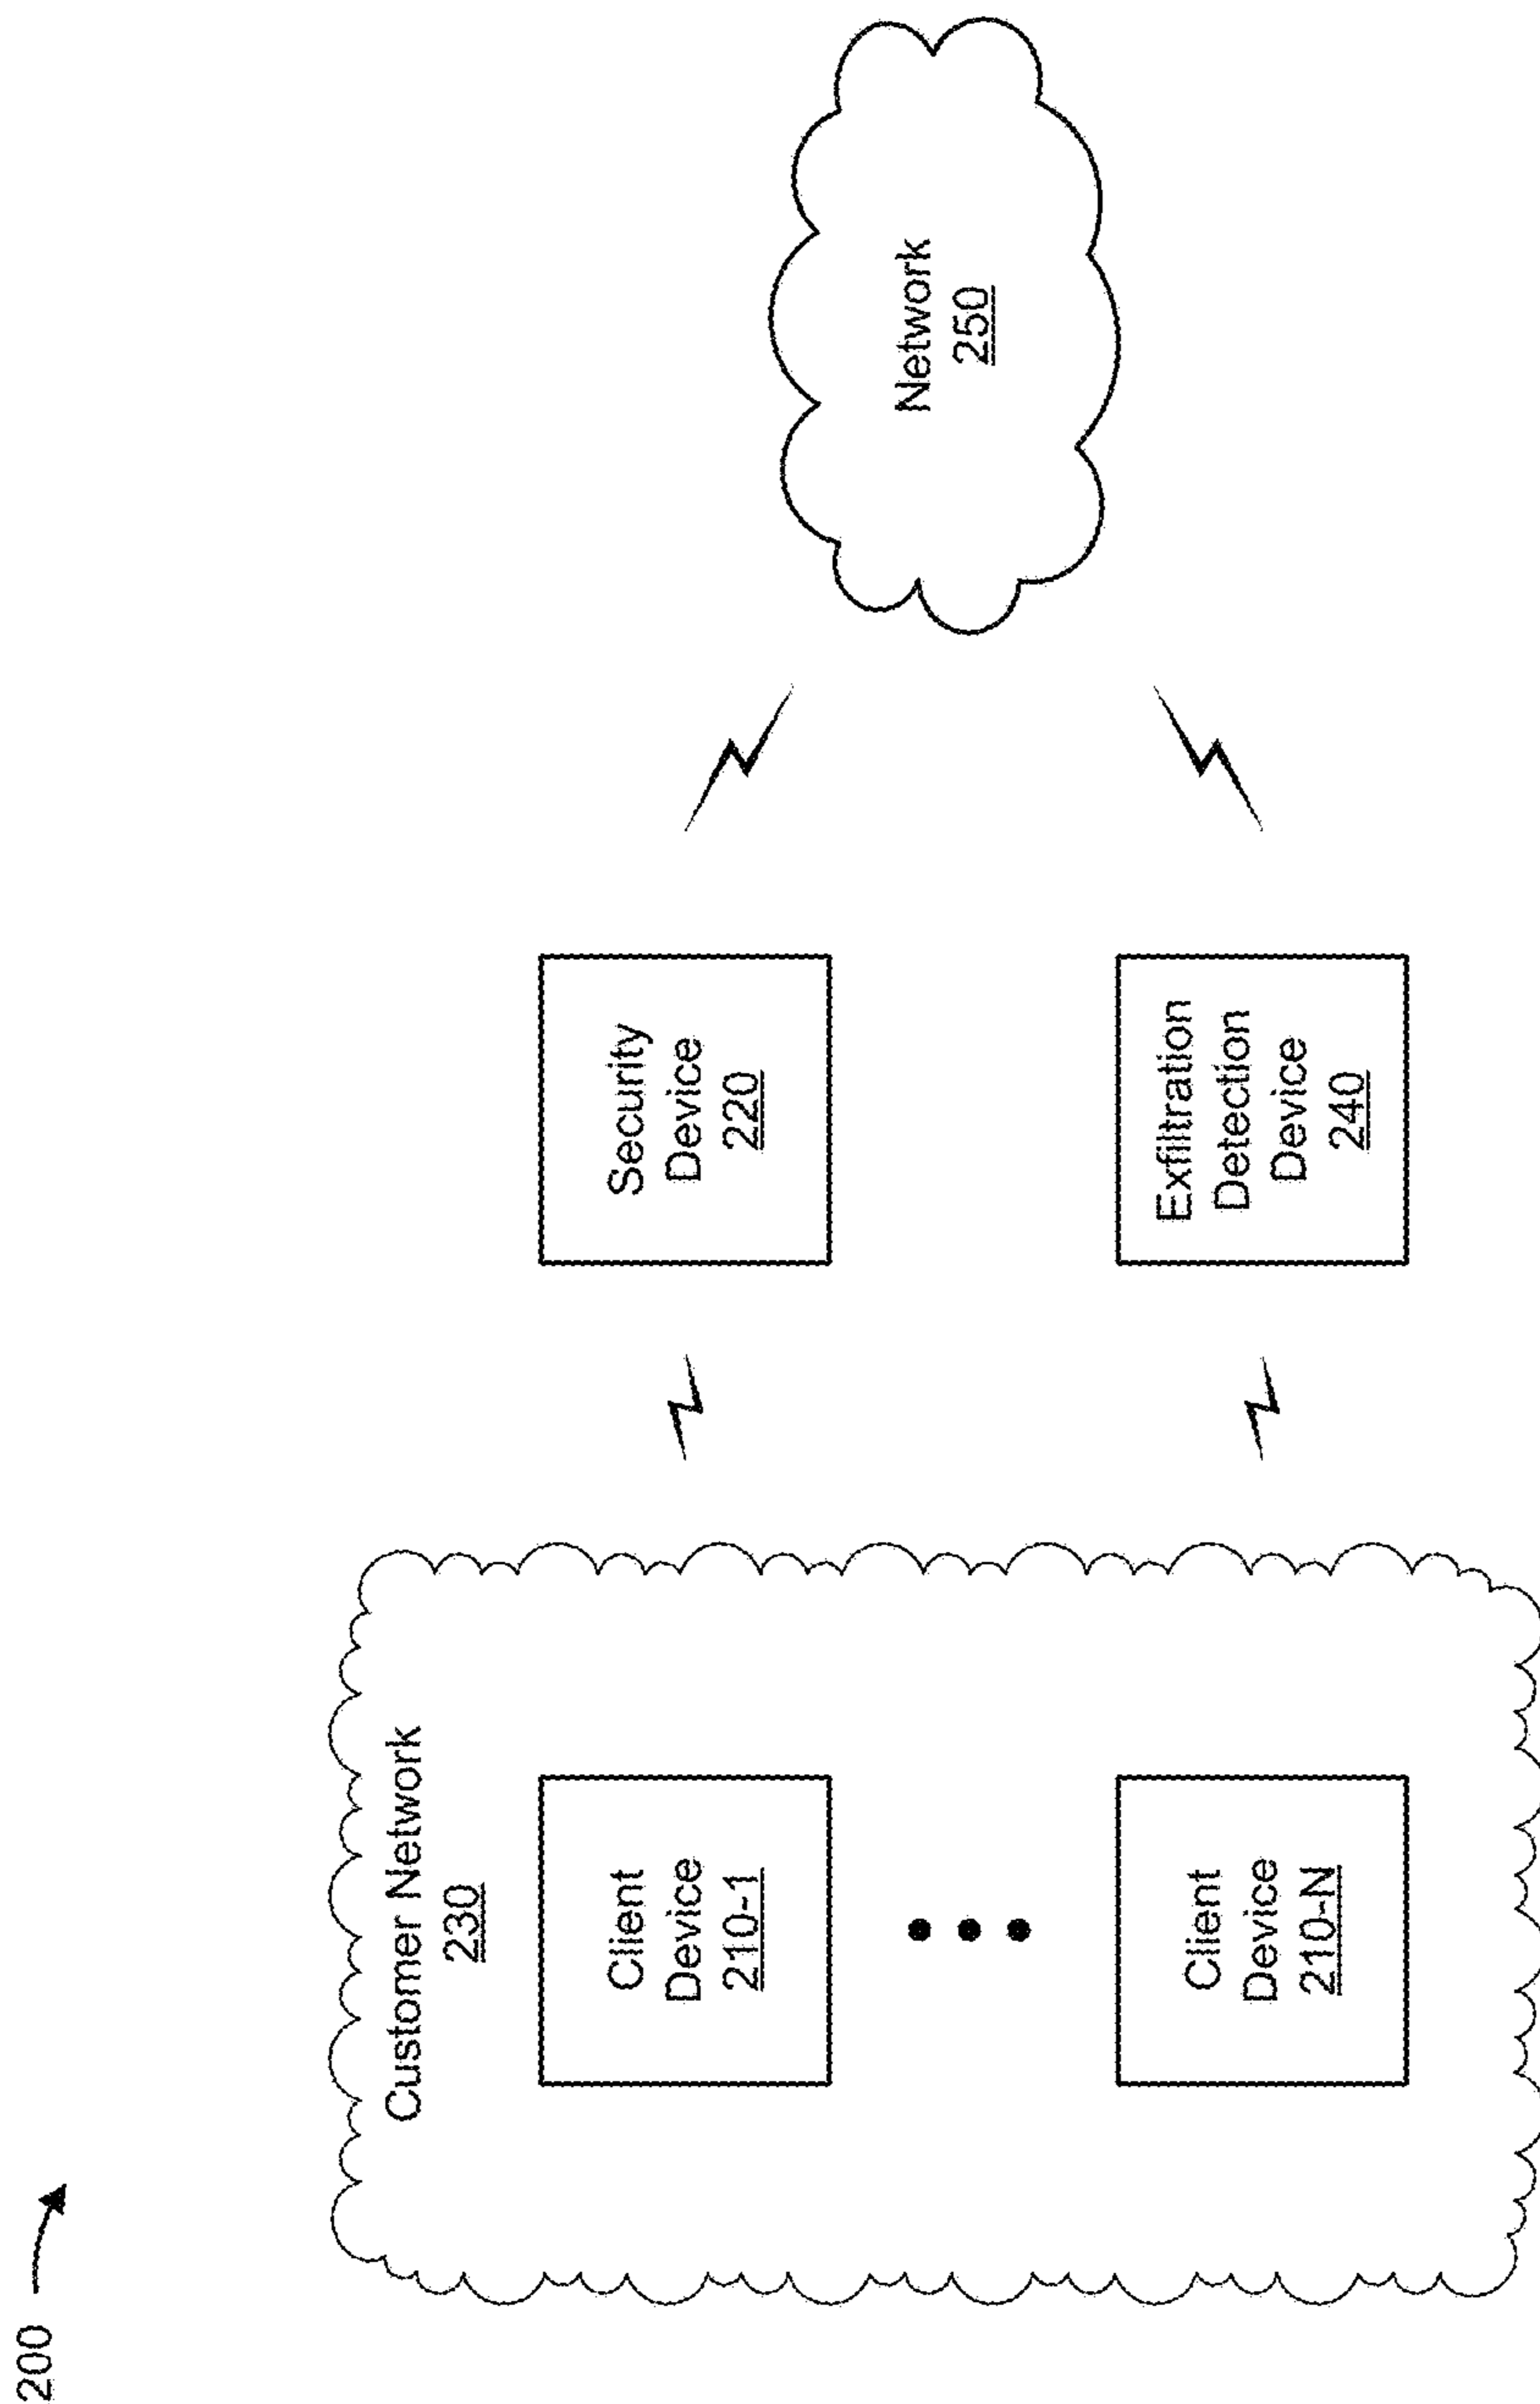 200
Customer Network
230
Client
Device
210-1
Client
Device
210-N
Security
Device
220
Exfiltration
Detection
Device
240
Network
250